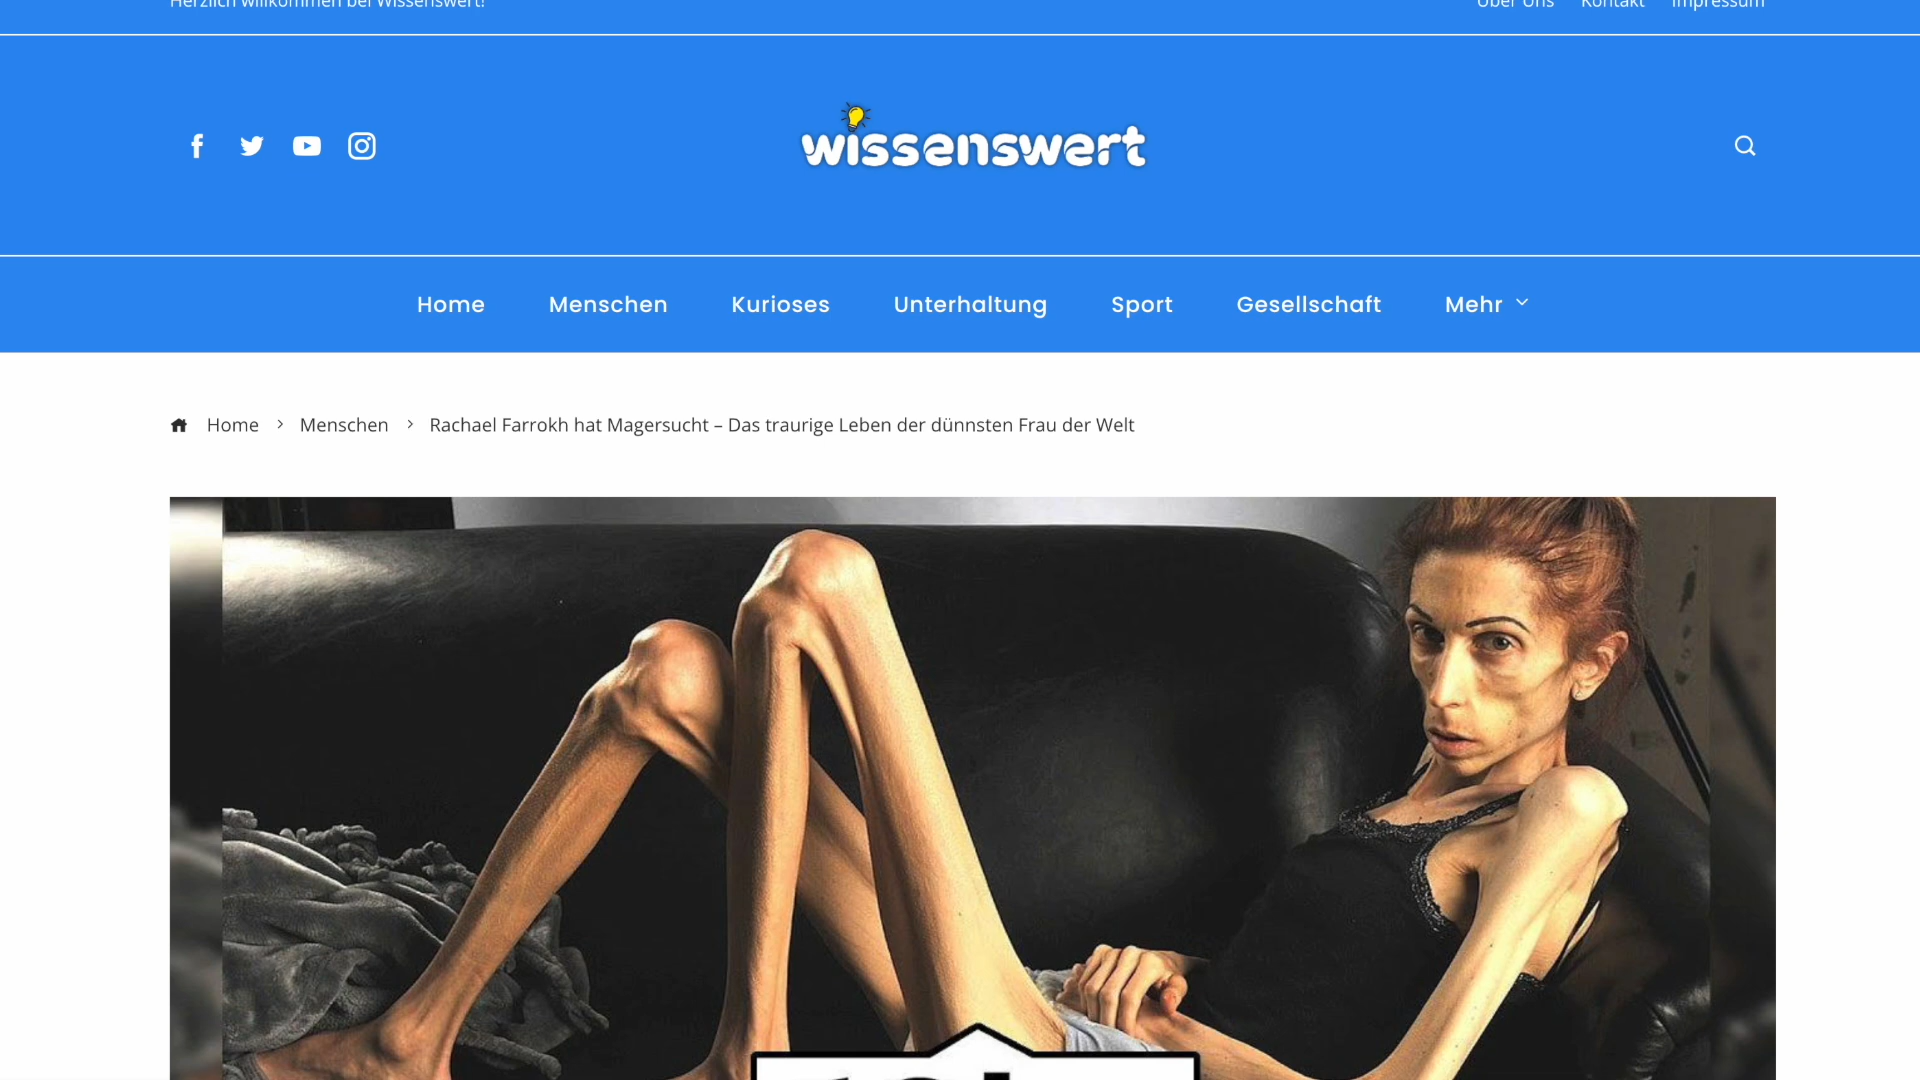 Herzlich willkommen bei Wissenswert!
Über Uns Kontakt Impressum
wissenswert
Home Menschen Kurioses Unterhaltung Sport Gesellschaft Mehr
Home > Menschen > Rachael Farrokh hat Magersucht – Das traurige Leben der dünnsten Frau der Welt